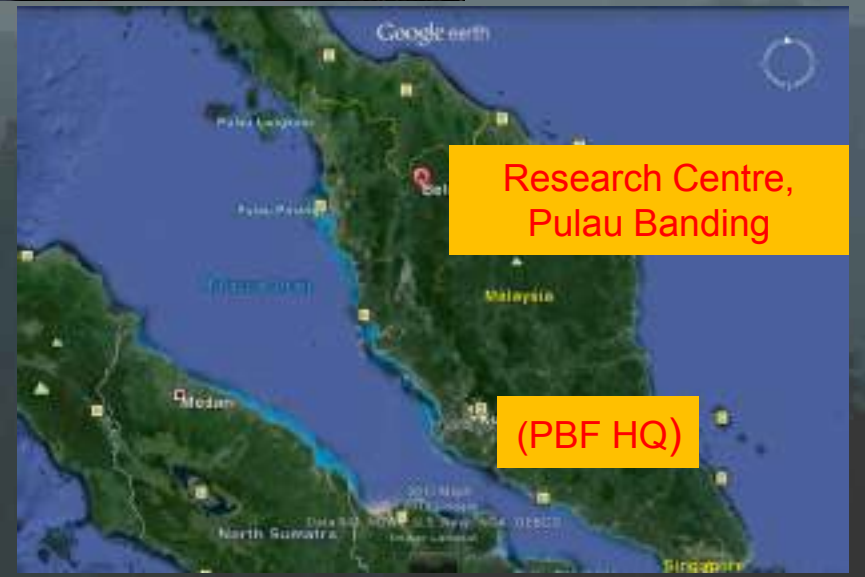 Google earth
Pulau Langkawi
Research Centre,
Pulau Banding
Pulau Pinang
Malaysia
Medan
(PBF HQ)
North Sumatra
Singapore